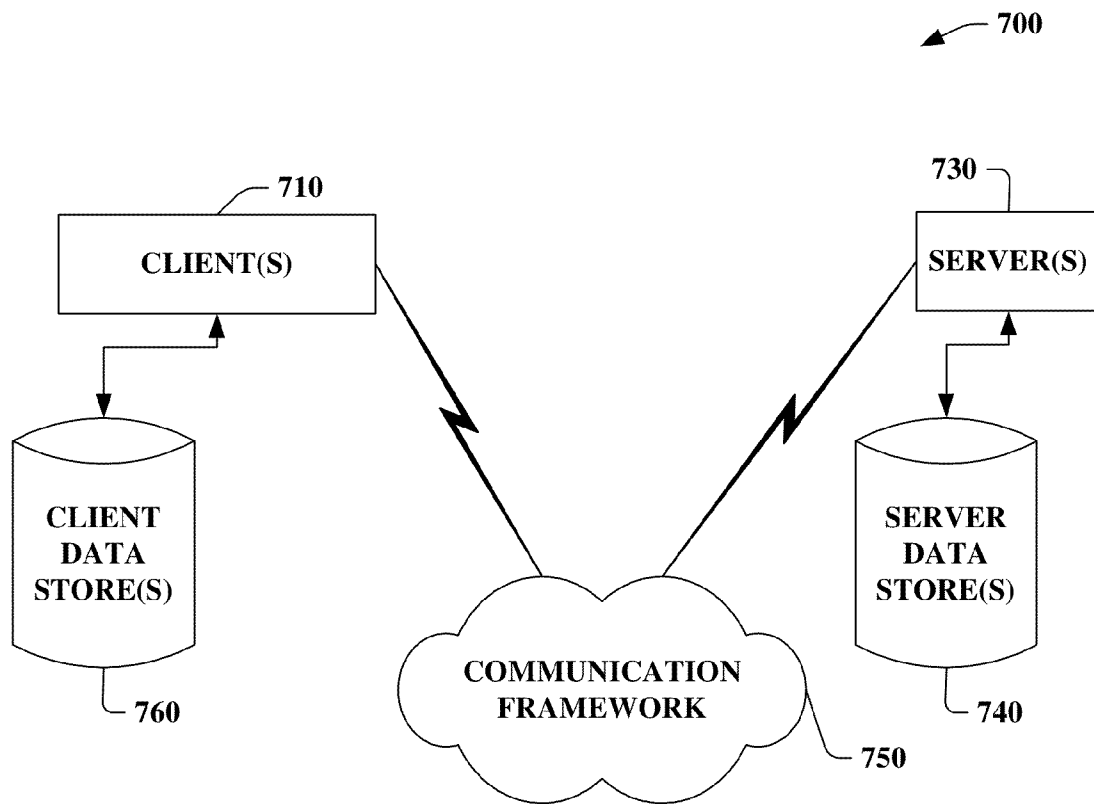 700
710
730
CLIENT(S)
SERVER(S)
CLIENT
DATA
STORE(S)
SERVER
DATA
STORE(S)
COMMUNICATION
FRAMEWORK
760
740
750